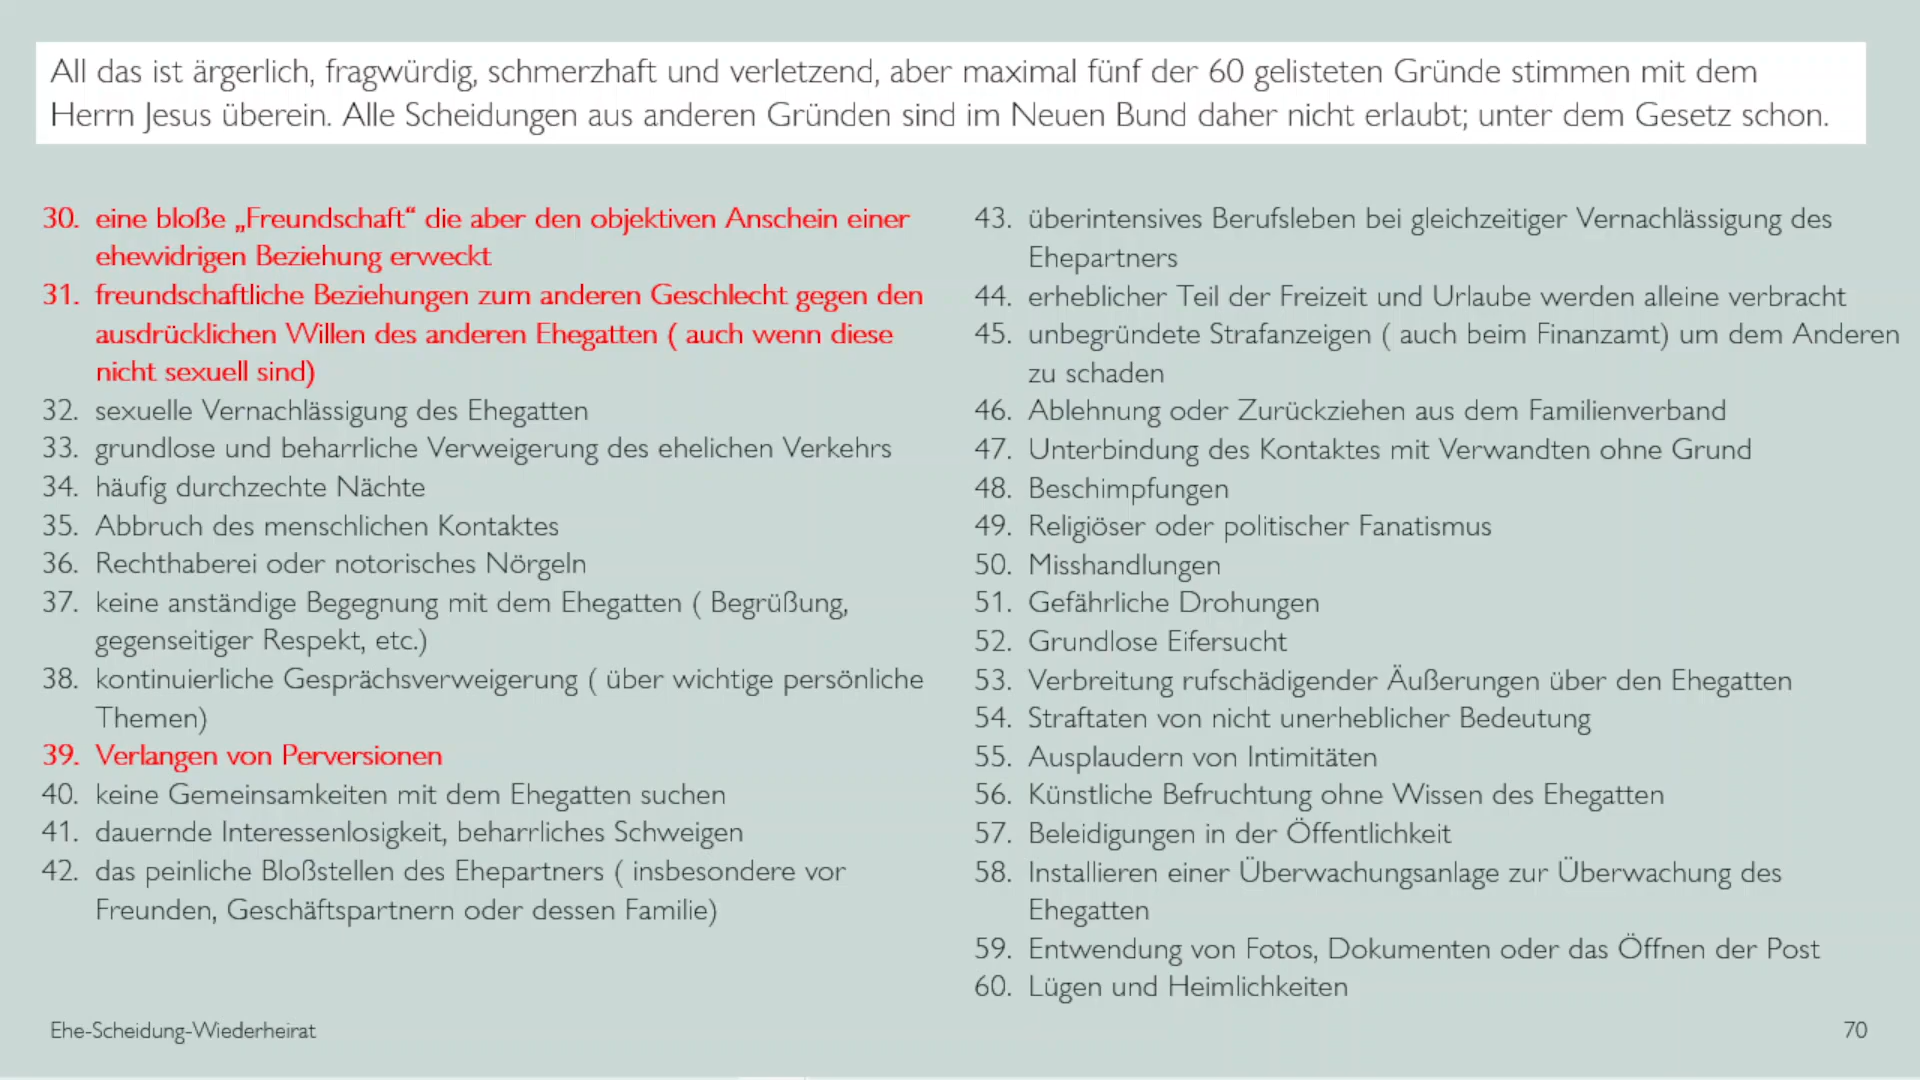 All das ist ärgerlich, fragwürdig, schmerzhaft und verletzend, aber maximal fünf der 60 gelisteten Gründe stimmen mit dem
Herrn Jesus überein. Alle Scheidungen aus anderen Gründen sind im Neuen Bund daher nicht erlaubt; unter dem Gesetz schon.
30. eine bloße „Freundschaft“ die aber den objektiven Anschein einer
ehewidrigen Beziehung erweckt
31. freundschaftliche Beziehungen zum anderen Geschlecht gegen den
ausdrücklichen Willen des anderen Ehegatten ( auch wenn diese
nicht sexuell sind)
32. sexuelle Vernachlässigung des Ehegatten
33. grundlose und beharrliche Verweigerung des ehelichen Verkehrs
34. häufig durchzechte Nächte
35. Abbruch des menschlichen Kontaktes
36. Rechthaberei oder notorisches Nörgeln
37. keine anständige Begegnung mit dem Ehegatten ( Begrüßung,
gegenseitiger Respekt, etc.)
38. kontinuierliche Gesprächsverweigerung ( über wichtige persönliche
Themen)
39. Verlangen von Perversionen
40. keine Gemeinsamkeiten mit dem Ehegatten suchen
41. dauernde Interessenlosigkeit, beharrliches Schweigen
42. das peinliche Bloßstellen des Ehepartners ( insbesondere vor
Freunden, Geschäftspartnern oder dessen Familie)
43. überintensives Berufsleben bei gleichzeitiger Vernachlässigung des
Ehepartners
44. erheblicher Teil der Freizeit und Urlaube werden alleine verbracht
45. unbegründete Strafanzeigen ( auch beim Finanzamt) um dem Anderen
zu schaden
46. Ablehnung oder Zurückziehen aus dem Familienverband
47. Unterbindung des Kontaktes mit Verwandten ohne Grund
48. Beschimpfungen
49. Religiöser oder politischer Fanatismus
50. Misshandlungen
51. Gefährliche Drohungen
52. Grundlose Eifersucht
53. Verbreitung rufschädigender Äußerungen über den Ehegatten
54. Straftaten von nicht unerheblicher Bedeutung
55. Ausplaudern von Intimitäten
56. Künstliche Befruchtung ohne Wissen des Ehegatten
57. Beleidigungen in der Öffentlichkeit
58. Installieren einer Überwachungsanlage zur Überwachung des
Ehegatten
59. Entwendung von Fotos, Dokumenten oder das Öffnen der Post
60. Lügen und Heimlichkeiten
Ehe-Scheidung-Wiederheirat
70